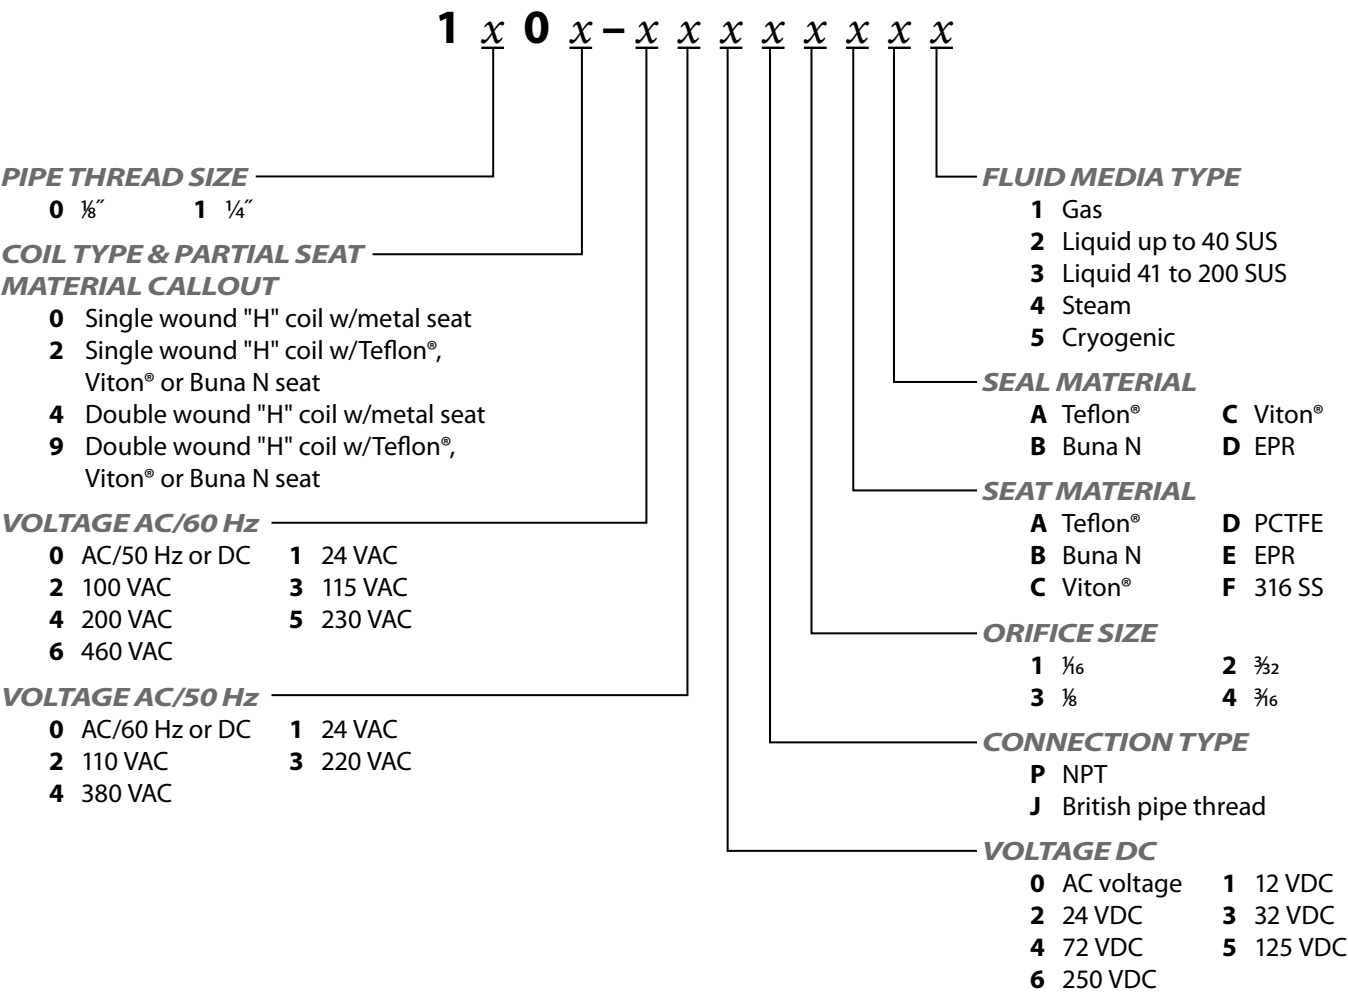 1 x 0 x – x x x x x x x x
PIPE THREAD SIZE
0 ⅛˝ 1 ¼˝
COIL TYPE & PARTIAL SEAT
MATERIAL CALLOUT
0 Single wound "H" coil w/metal seat
2 Single wound "H" coil w/Teflon®,
Viton® or Buna N seat
4 Double wound "H" coil w/metal seat
9 Double wound "H" coil w/Teflon®,
Viton® or Buna N seat
VOLTAGE AC/60 Hz
0 AC/50 Hz or DC 1 24 VAC
2 100 VAC 3 115 VAC
4 200 VAC 5 230 VAC
6 460 VAC
VOLTAGE AC/50 Hz
0 AC/60 Hz or DC 1 24 VAC
2 110 VAC 3 220 VAC
4 380 VAC
FLUID MEDIA TYPE
1 Gas
2 Liquid up to 40 SUS
3 Liquid 41 to 200 SUS
4 Steam
5 Cryogenic
SEAL MATERIAL
A Teflon® C Viton®
B Buna N D EPR
SEAT MATERIAL
A Teflon® D PCTFE
B Buna N E EPR
C Viton® F 316 SS
ORIFICE SIZE
1 1⁄16 2 3⁄32
3 ⅛ 4 3⁄16
CONNECTION TYPE
P NPT
J British pipe thread
VOLTAGE DC
0 AC voltage 1 12 VDC
2 24 VDC 3 32 VDC
4 72 VDC 5 125 VDC
6 250 VDC